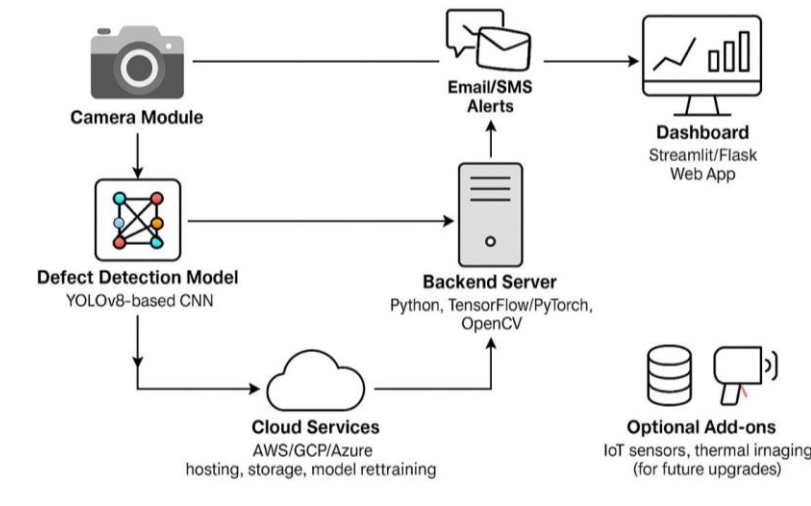 Camera Module
Email/SMS
Alerts
Dashboard
Streamlit/Flask
Web App
Defect Detection Model
YOLOv8-based CNN
Backend Server
Python, TensorFlow/PyTorch,
OpenCV
Cloud Services
AWS/GCP/Azure
hosting, storage, model rettraining
Optional Add-ons
IoT sensors, thermal irnaging
(for future upgrades)